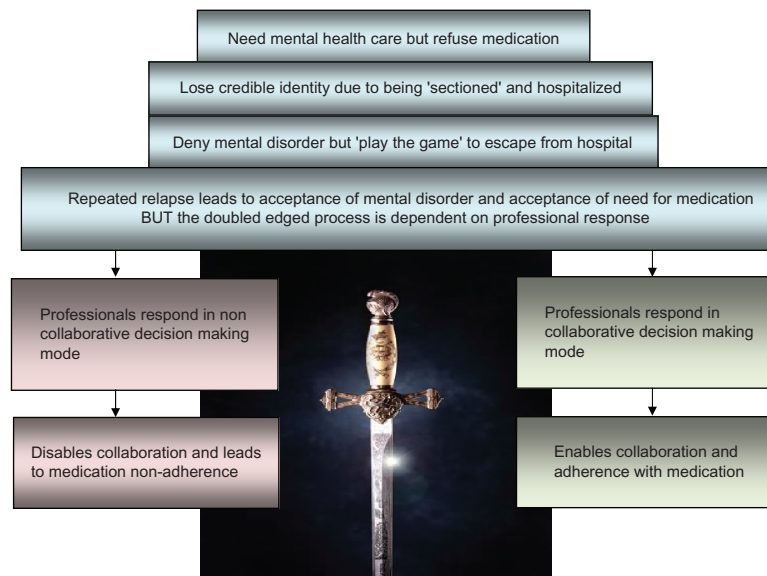 Need mental health care but refuse medication
Lose credible identity due to being 'sectioned' and hospitalized
Deny mental disorder but 'play the game' to escape from hospital
Repeated relapse leads to acceptance of mental disorder and acceptance of need for medication
BUT the doubled edged process is dependent on professional response
Professionals respond in non
collaborative decision making
mode
Professionals respond in
collaborative decision making
mode
Disables collaboration and leads
to medication non-adherence
Enables collaboration and
adherence with medication